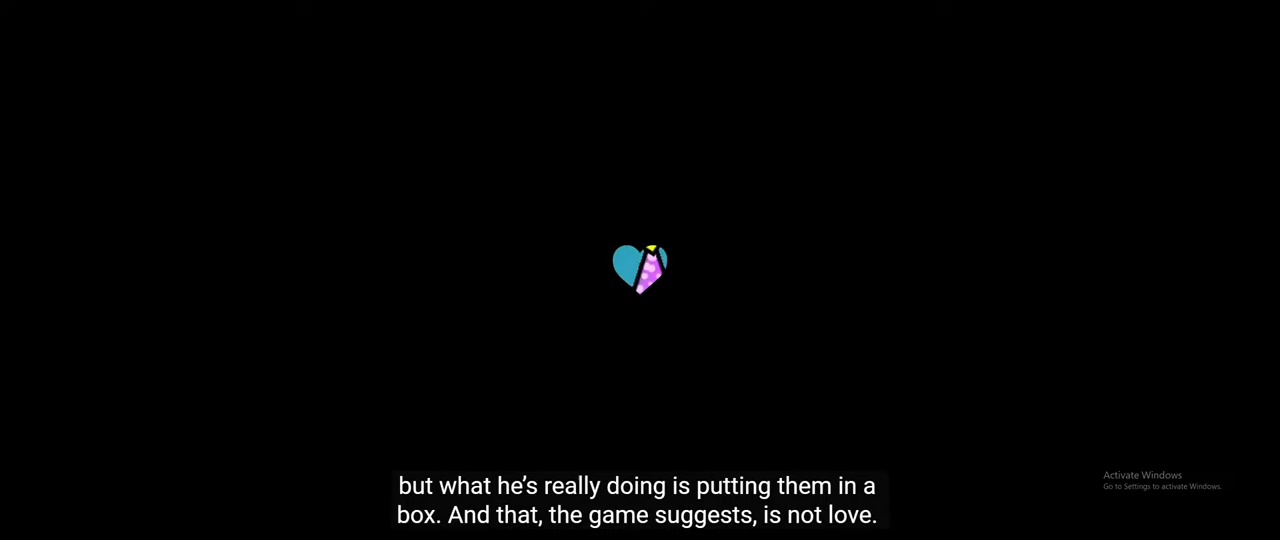 but what he’s really doing is putting them in a
box. And that, the game suggests, is not love.
Activate Windows
Go to Settings to activate Windows.